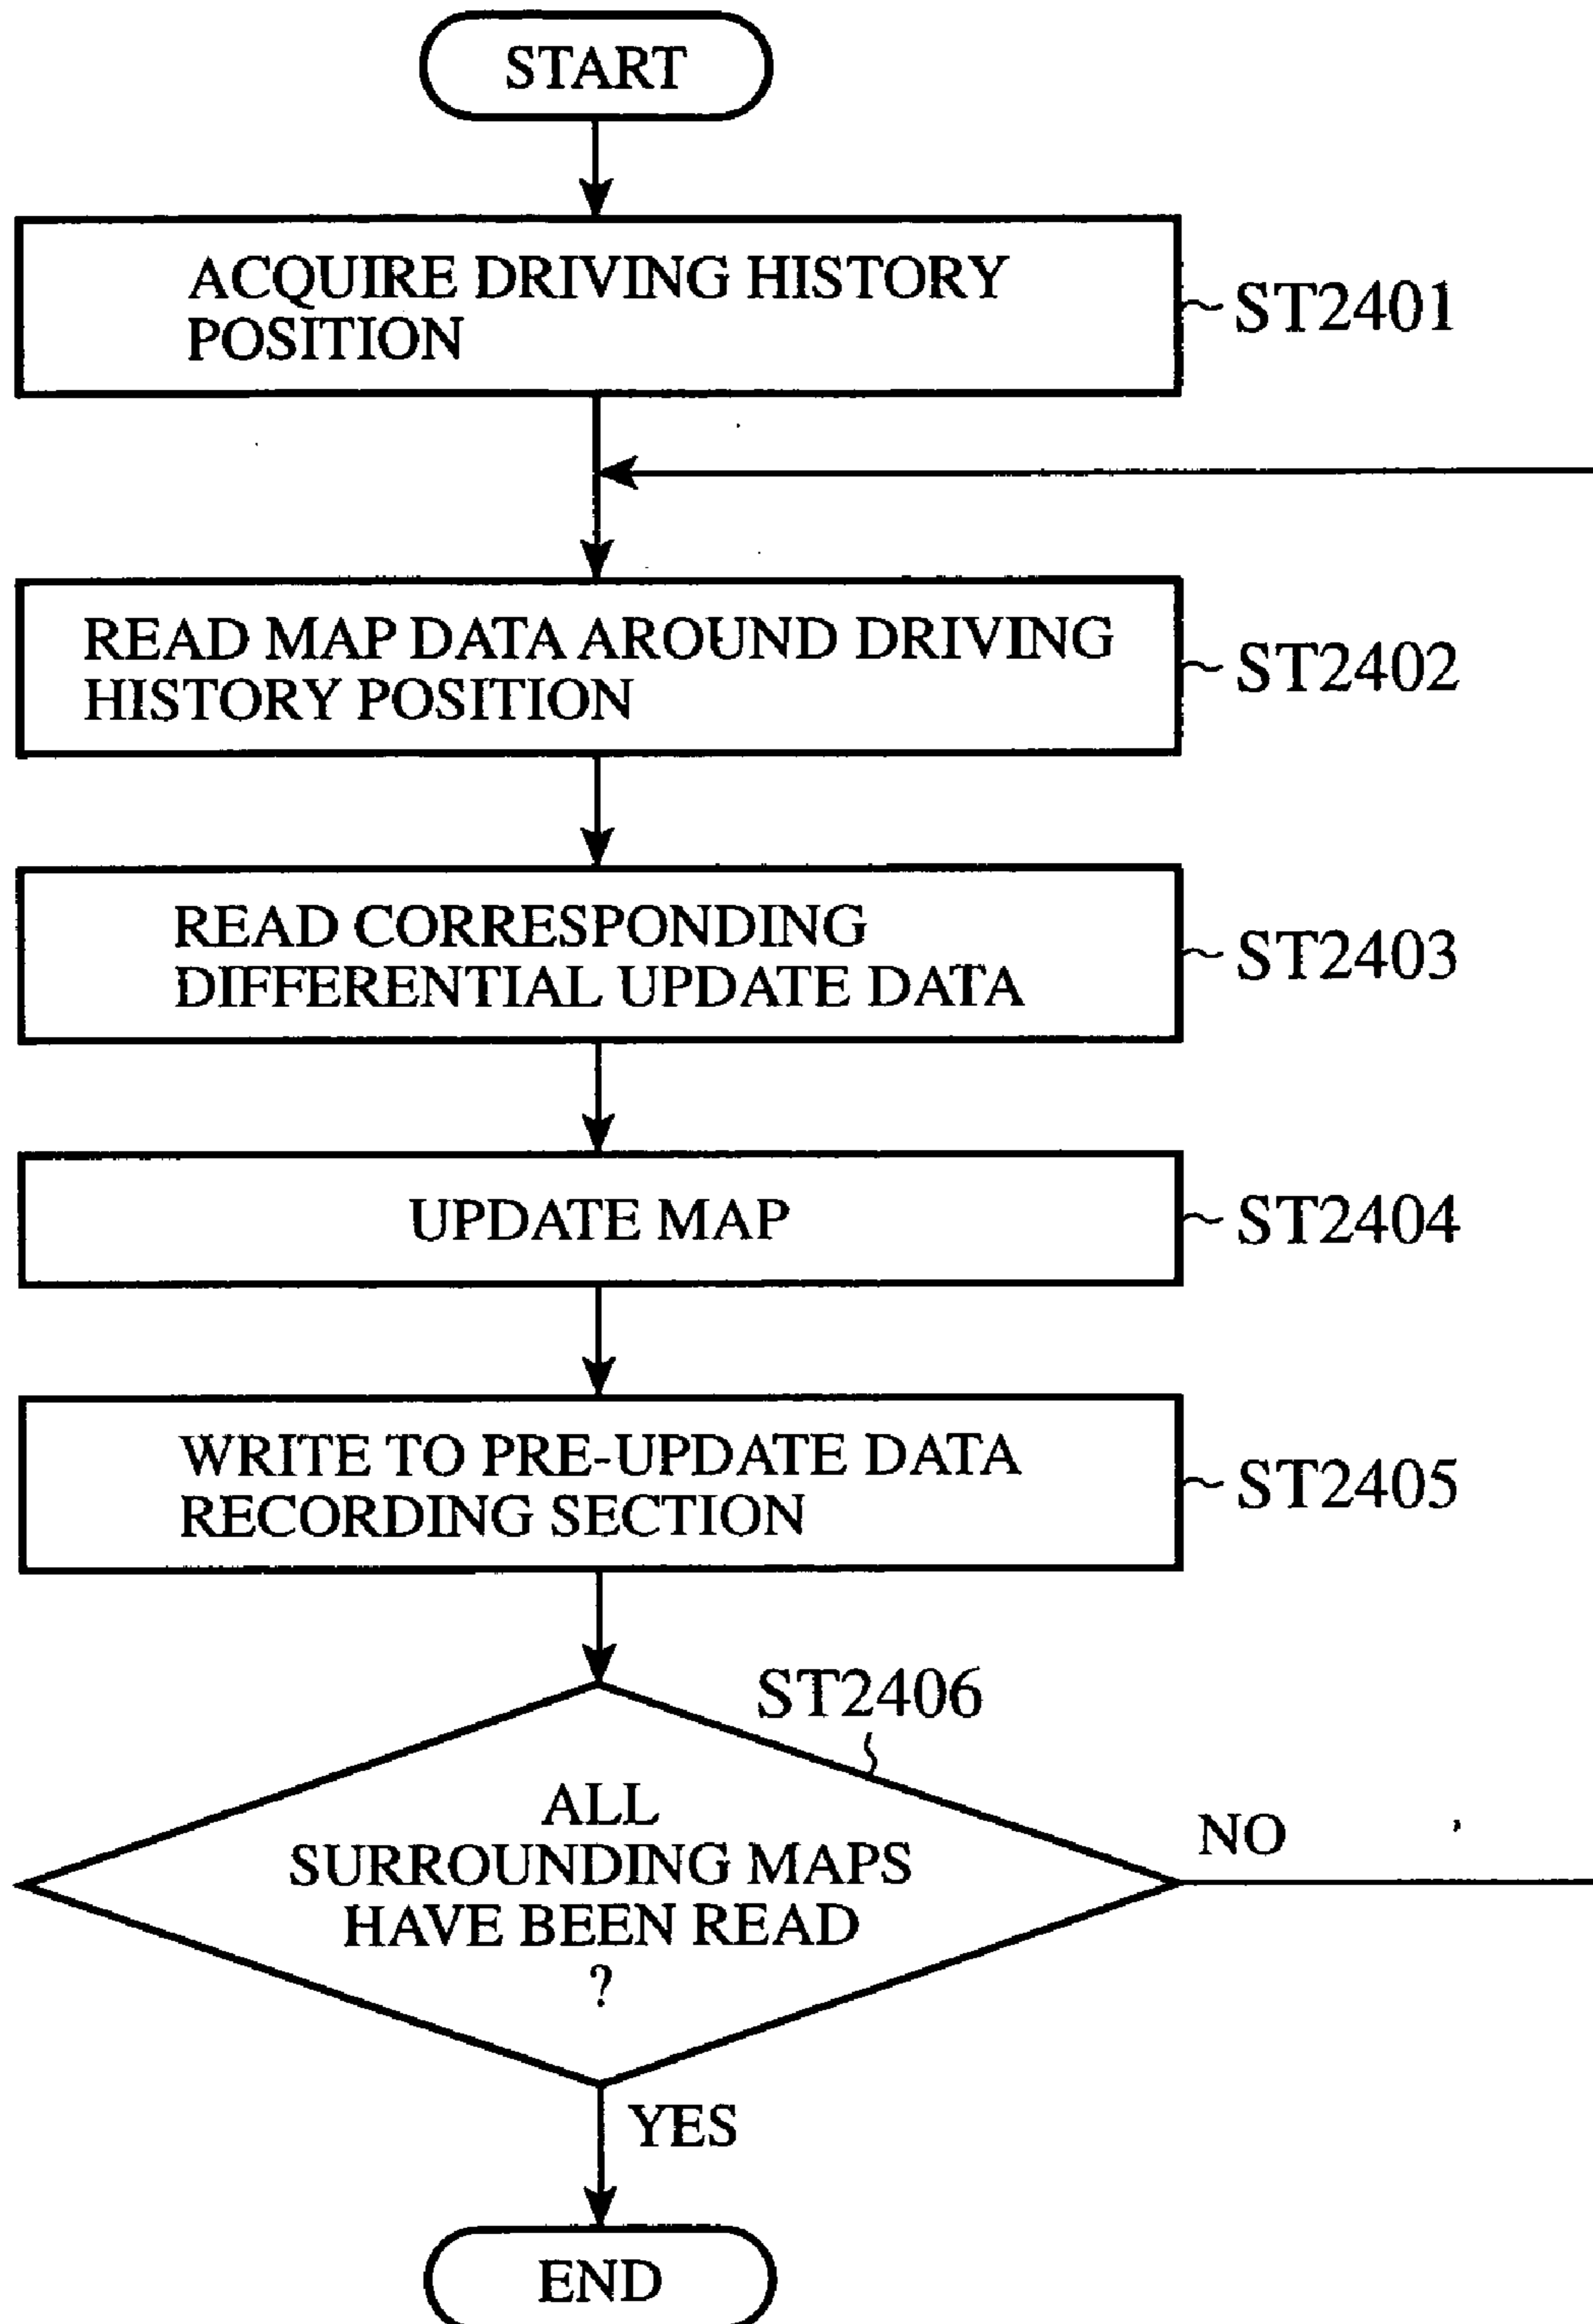 START
ACQUIRE DRIVING HISTORY
POSITION
ST2401
READ MAP DATA AROUND DRIVING
HISTORY POSITION
ST2402
READ CORRESPONDING
DIFFERENTIAL UPDATE DATA
ST2403
UPDATE MAP
ST2404
WRITE TO PRE-UPDATE DATA
RECORDING SECTION
ST2405
ST2406
ALL
SURROUNDING MAPS
HAVE BEEN READ
?
NO
YES
END